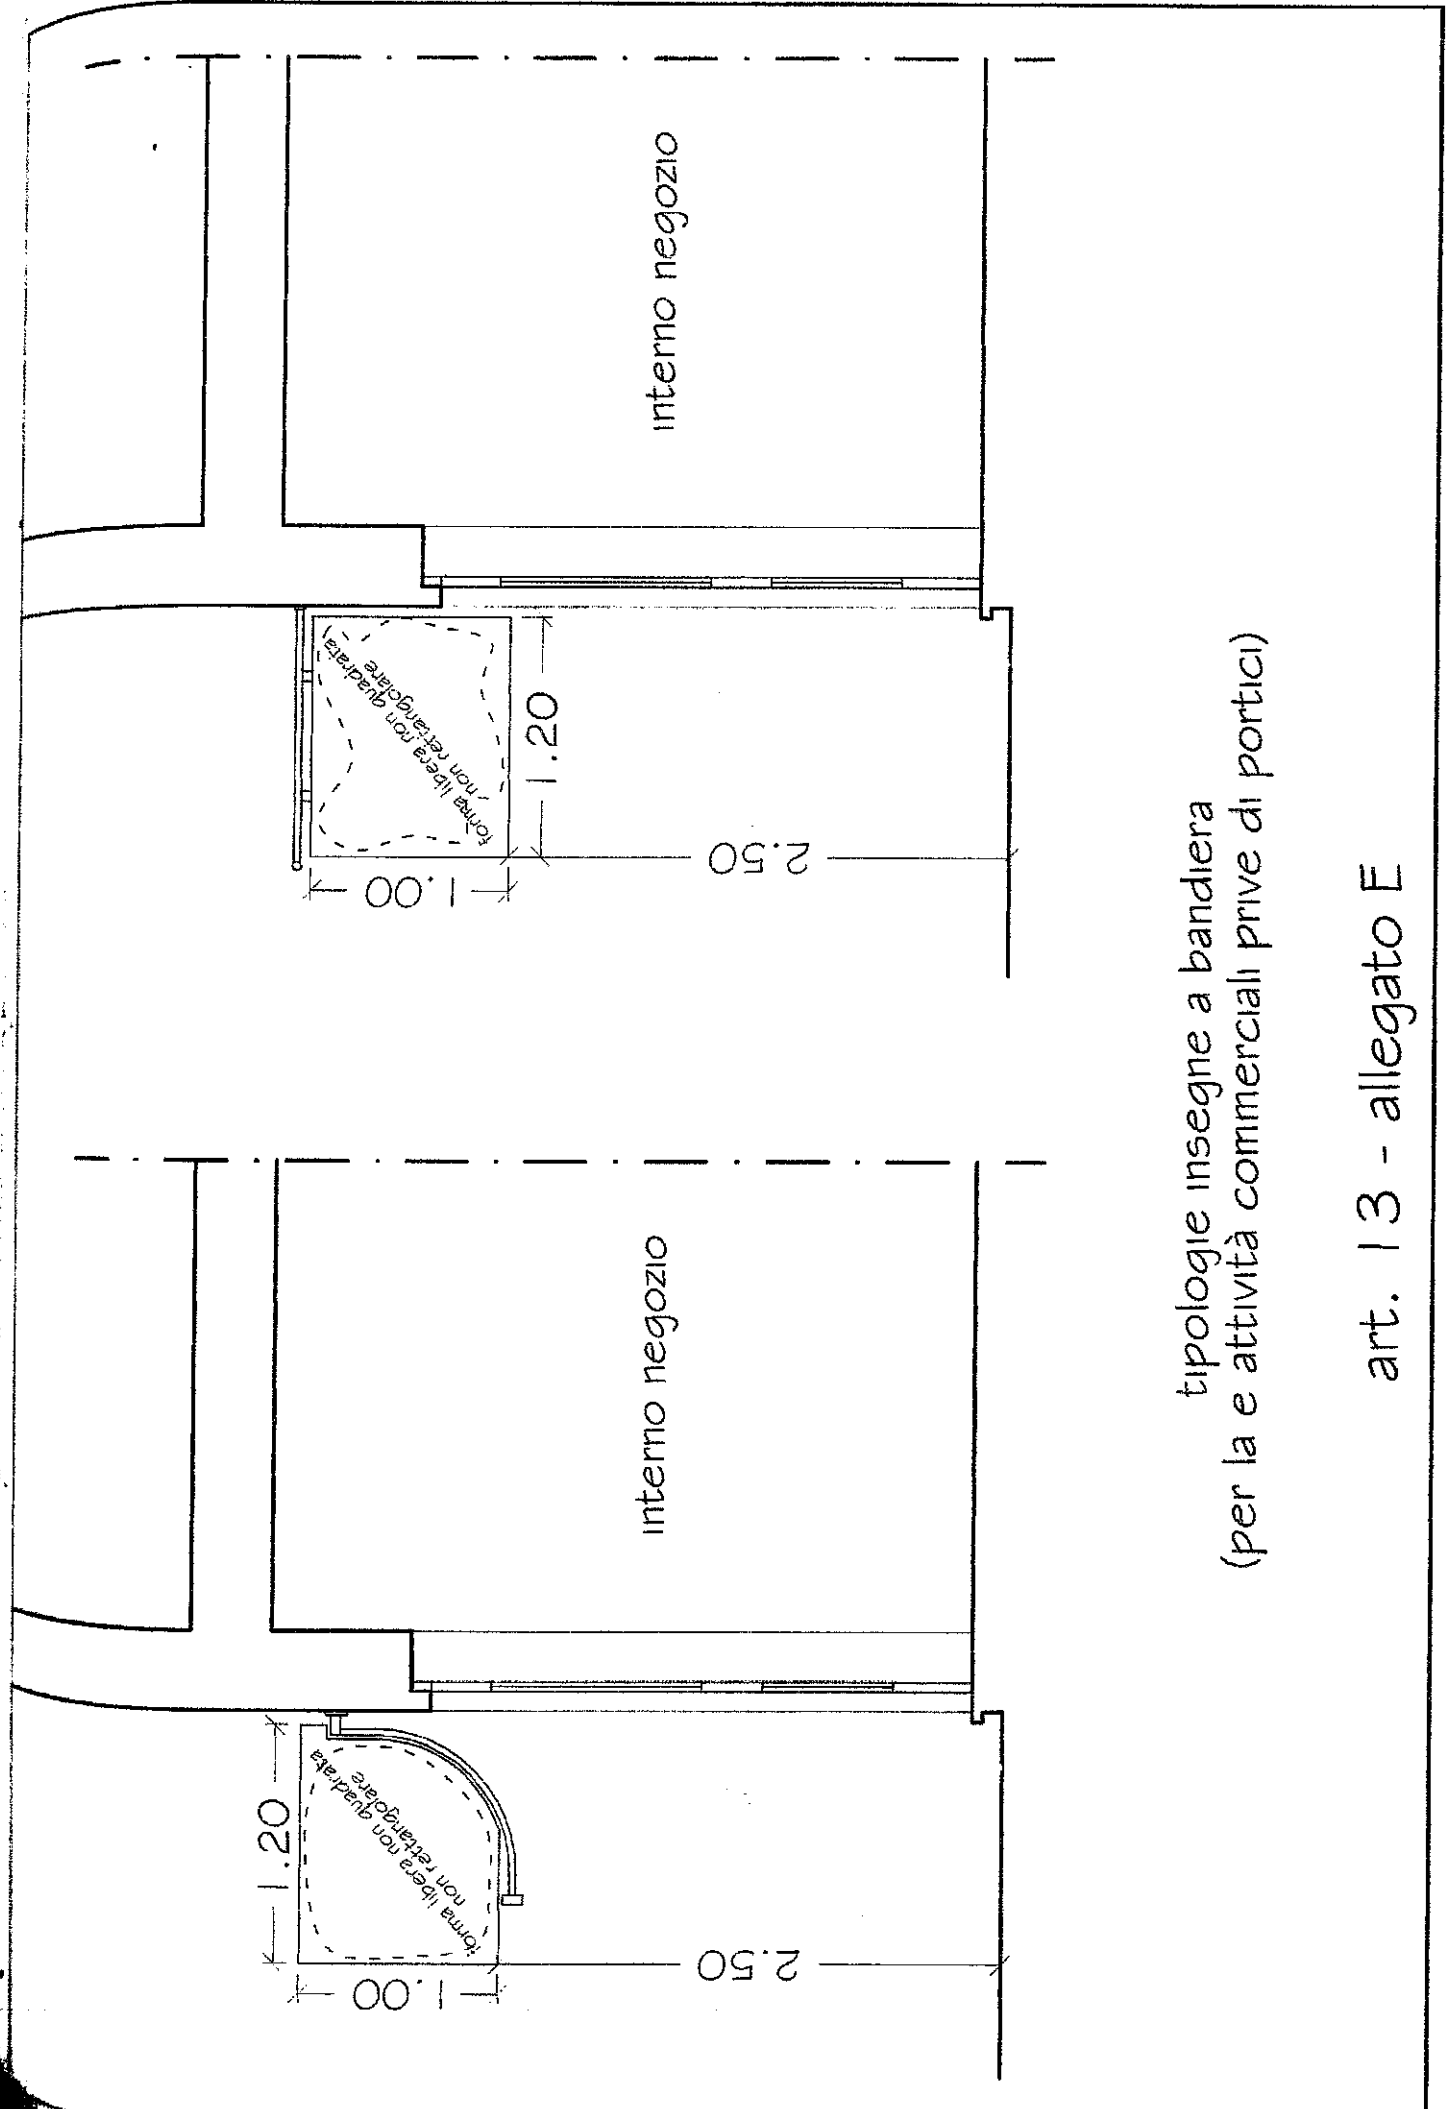 1.20
forma libera non quadrata
non rettangolare
1.00
2.50
interno negozio
forma libera non quadrata
non rettangolare
1.00
1.20
2.50
interno negozio
tipologie insegne a bandiera
(per la e attività commerciali prive di portici)
art. 13 - allegato E